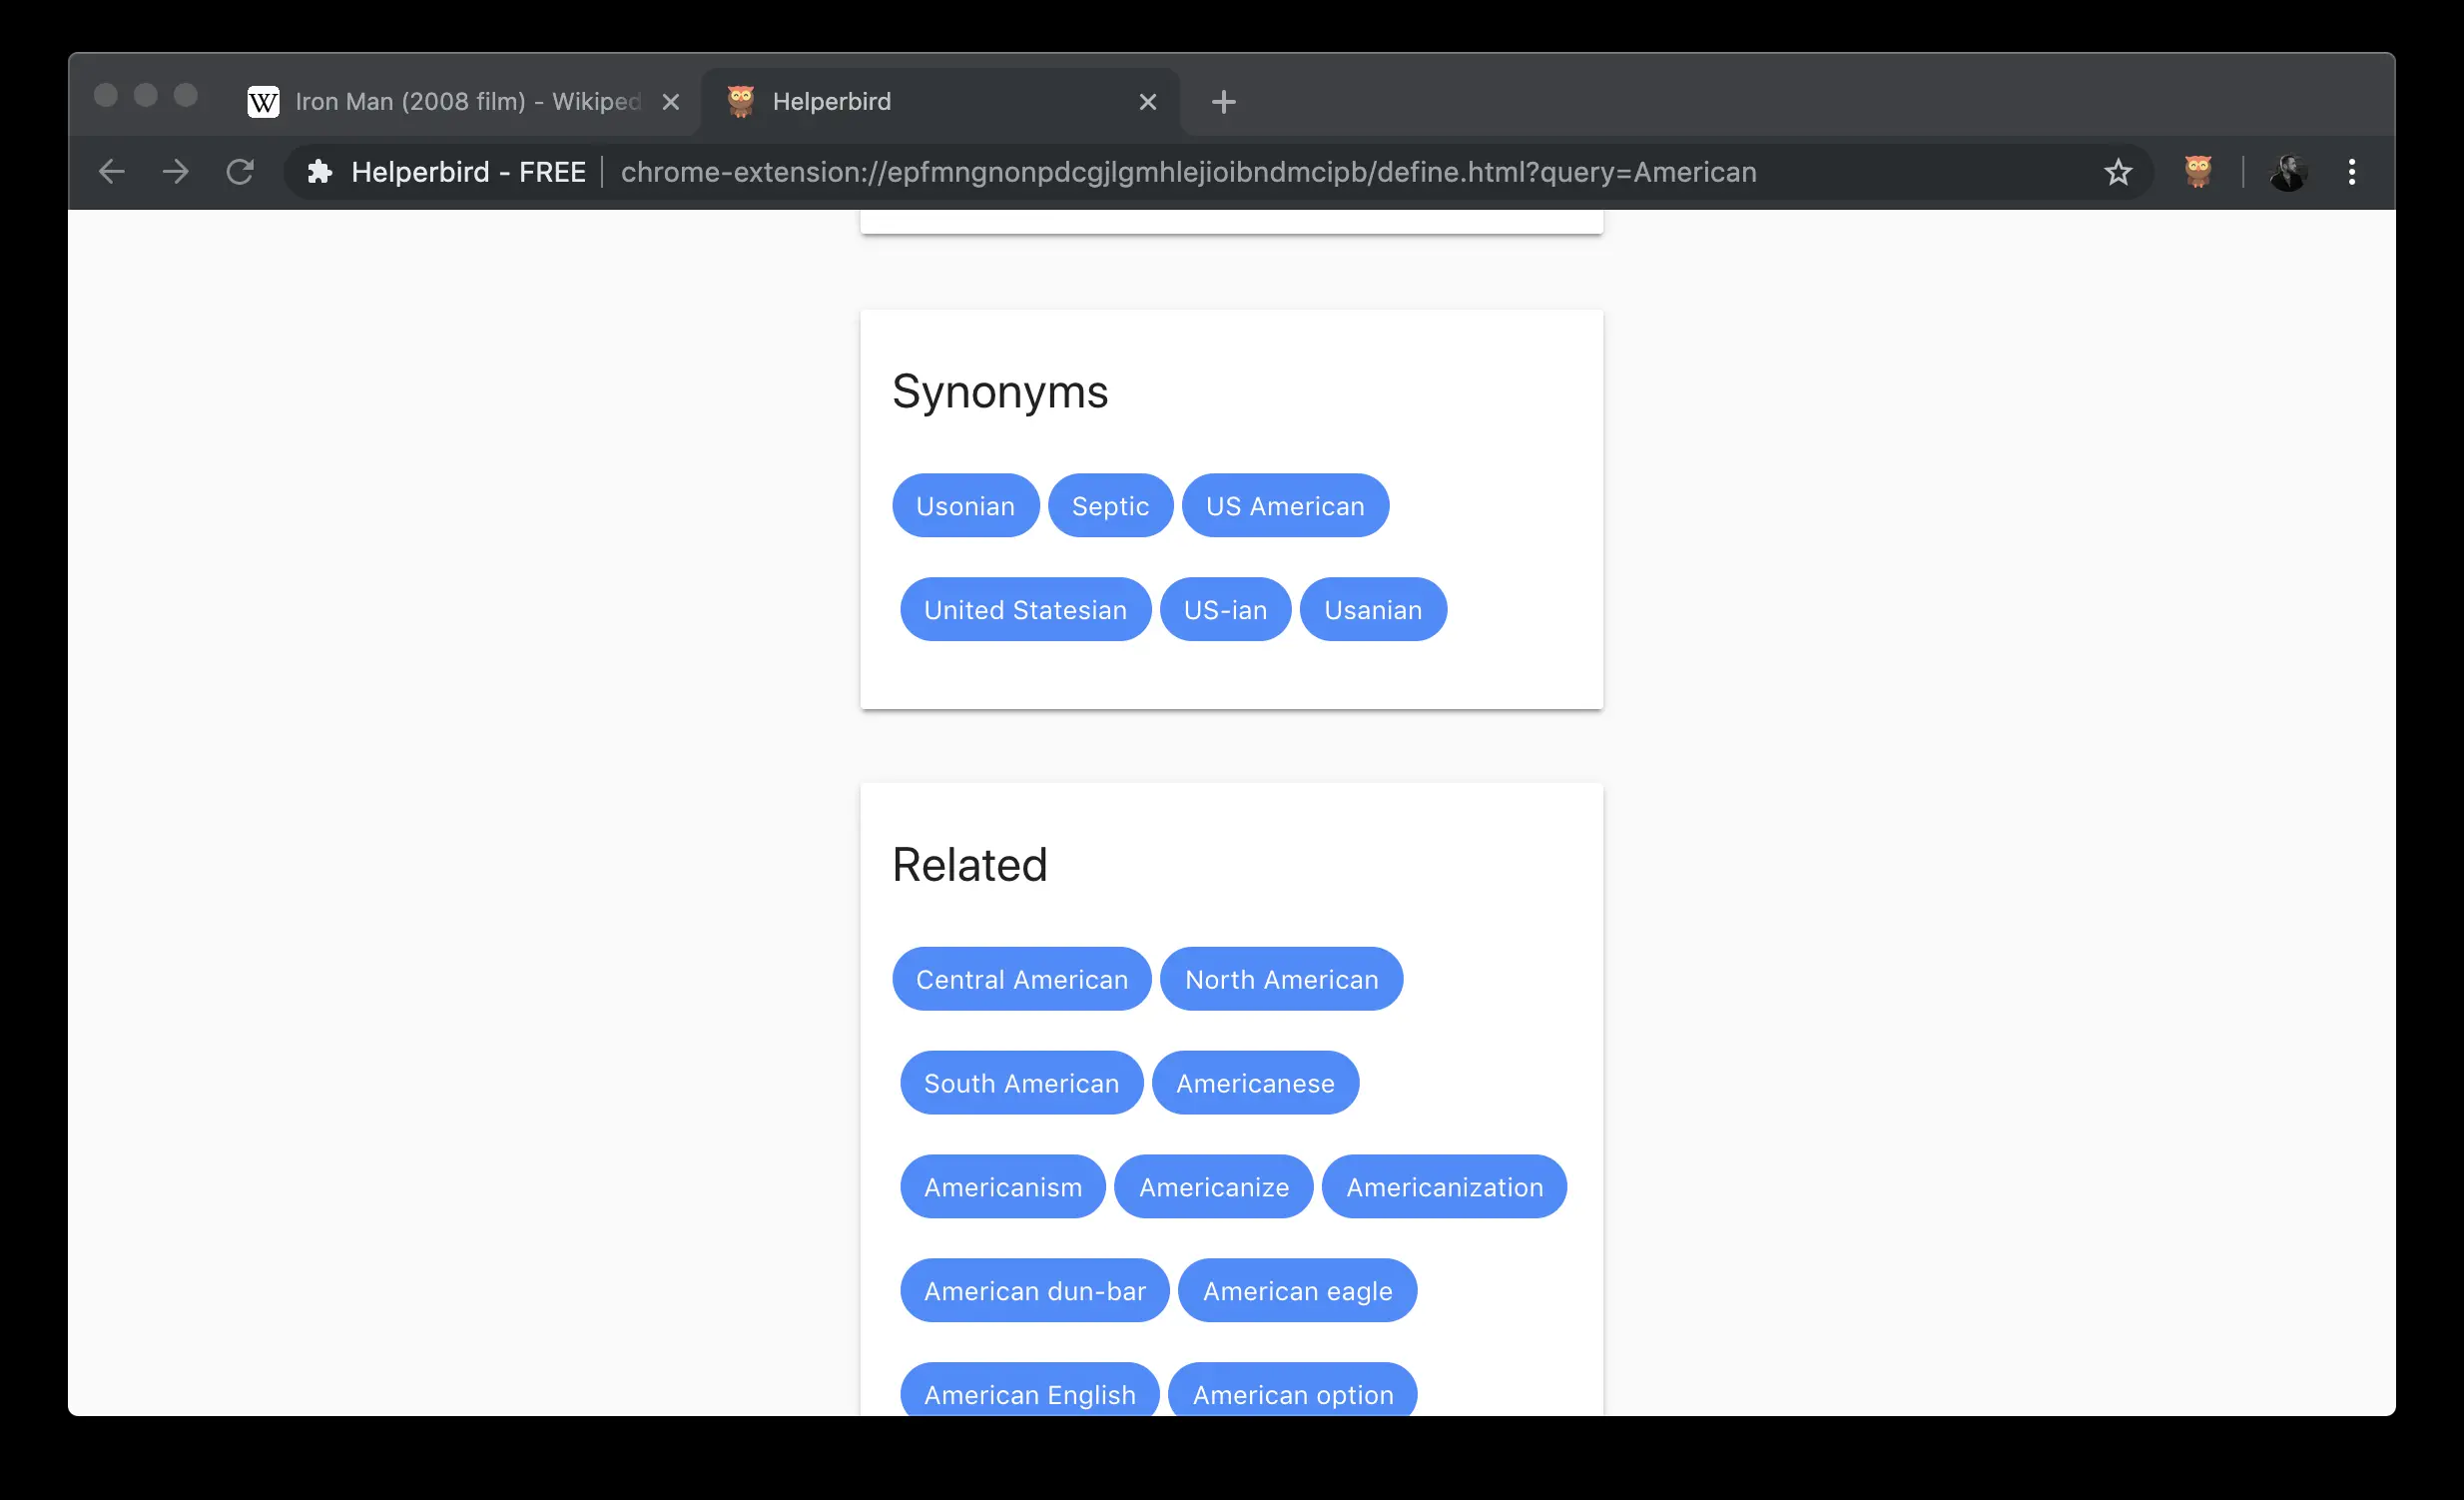 W Iron Man (2008 film) - Wikiped
Helperbird
Helperbird - FREE | chrome-extension://epfmngnonpdcgjlgmhlejioibndmcipb/define.html?query=American
Synonyms
Usonian Septic US American
United Statesian US-ian Usanian
Related
Central American North American
South American Americanese
Americanism Americanize Americanization
American dun-bar American eagle
American English American option